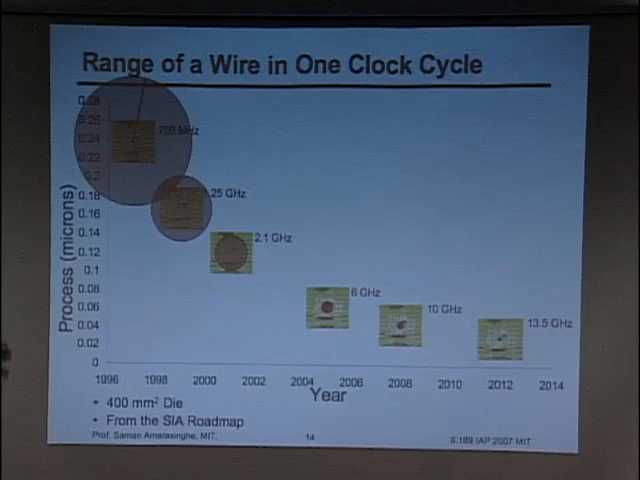 Range of a Wire in One Clock Cycle
Process (microns)
0.28
0.26
0.24
0.22
0.2
0.18
0.16
0.14
0.12
0.1
0.08
0.06
0.04
0.02
0
700 MHz
1.25 GHz
2.1 GHz
6 GHz
10 GHz
13.5 GHz
1996 1998 2000 2002 2004 2006 2008 2010 2012 2014
Year
• 400 mm² Die
• From the SIA Roadmap
Prof. Saman Amarasinghe, MIT. 14 6.189 IAP 2007 MIT